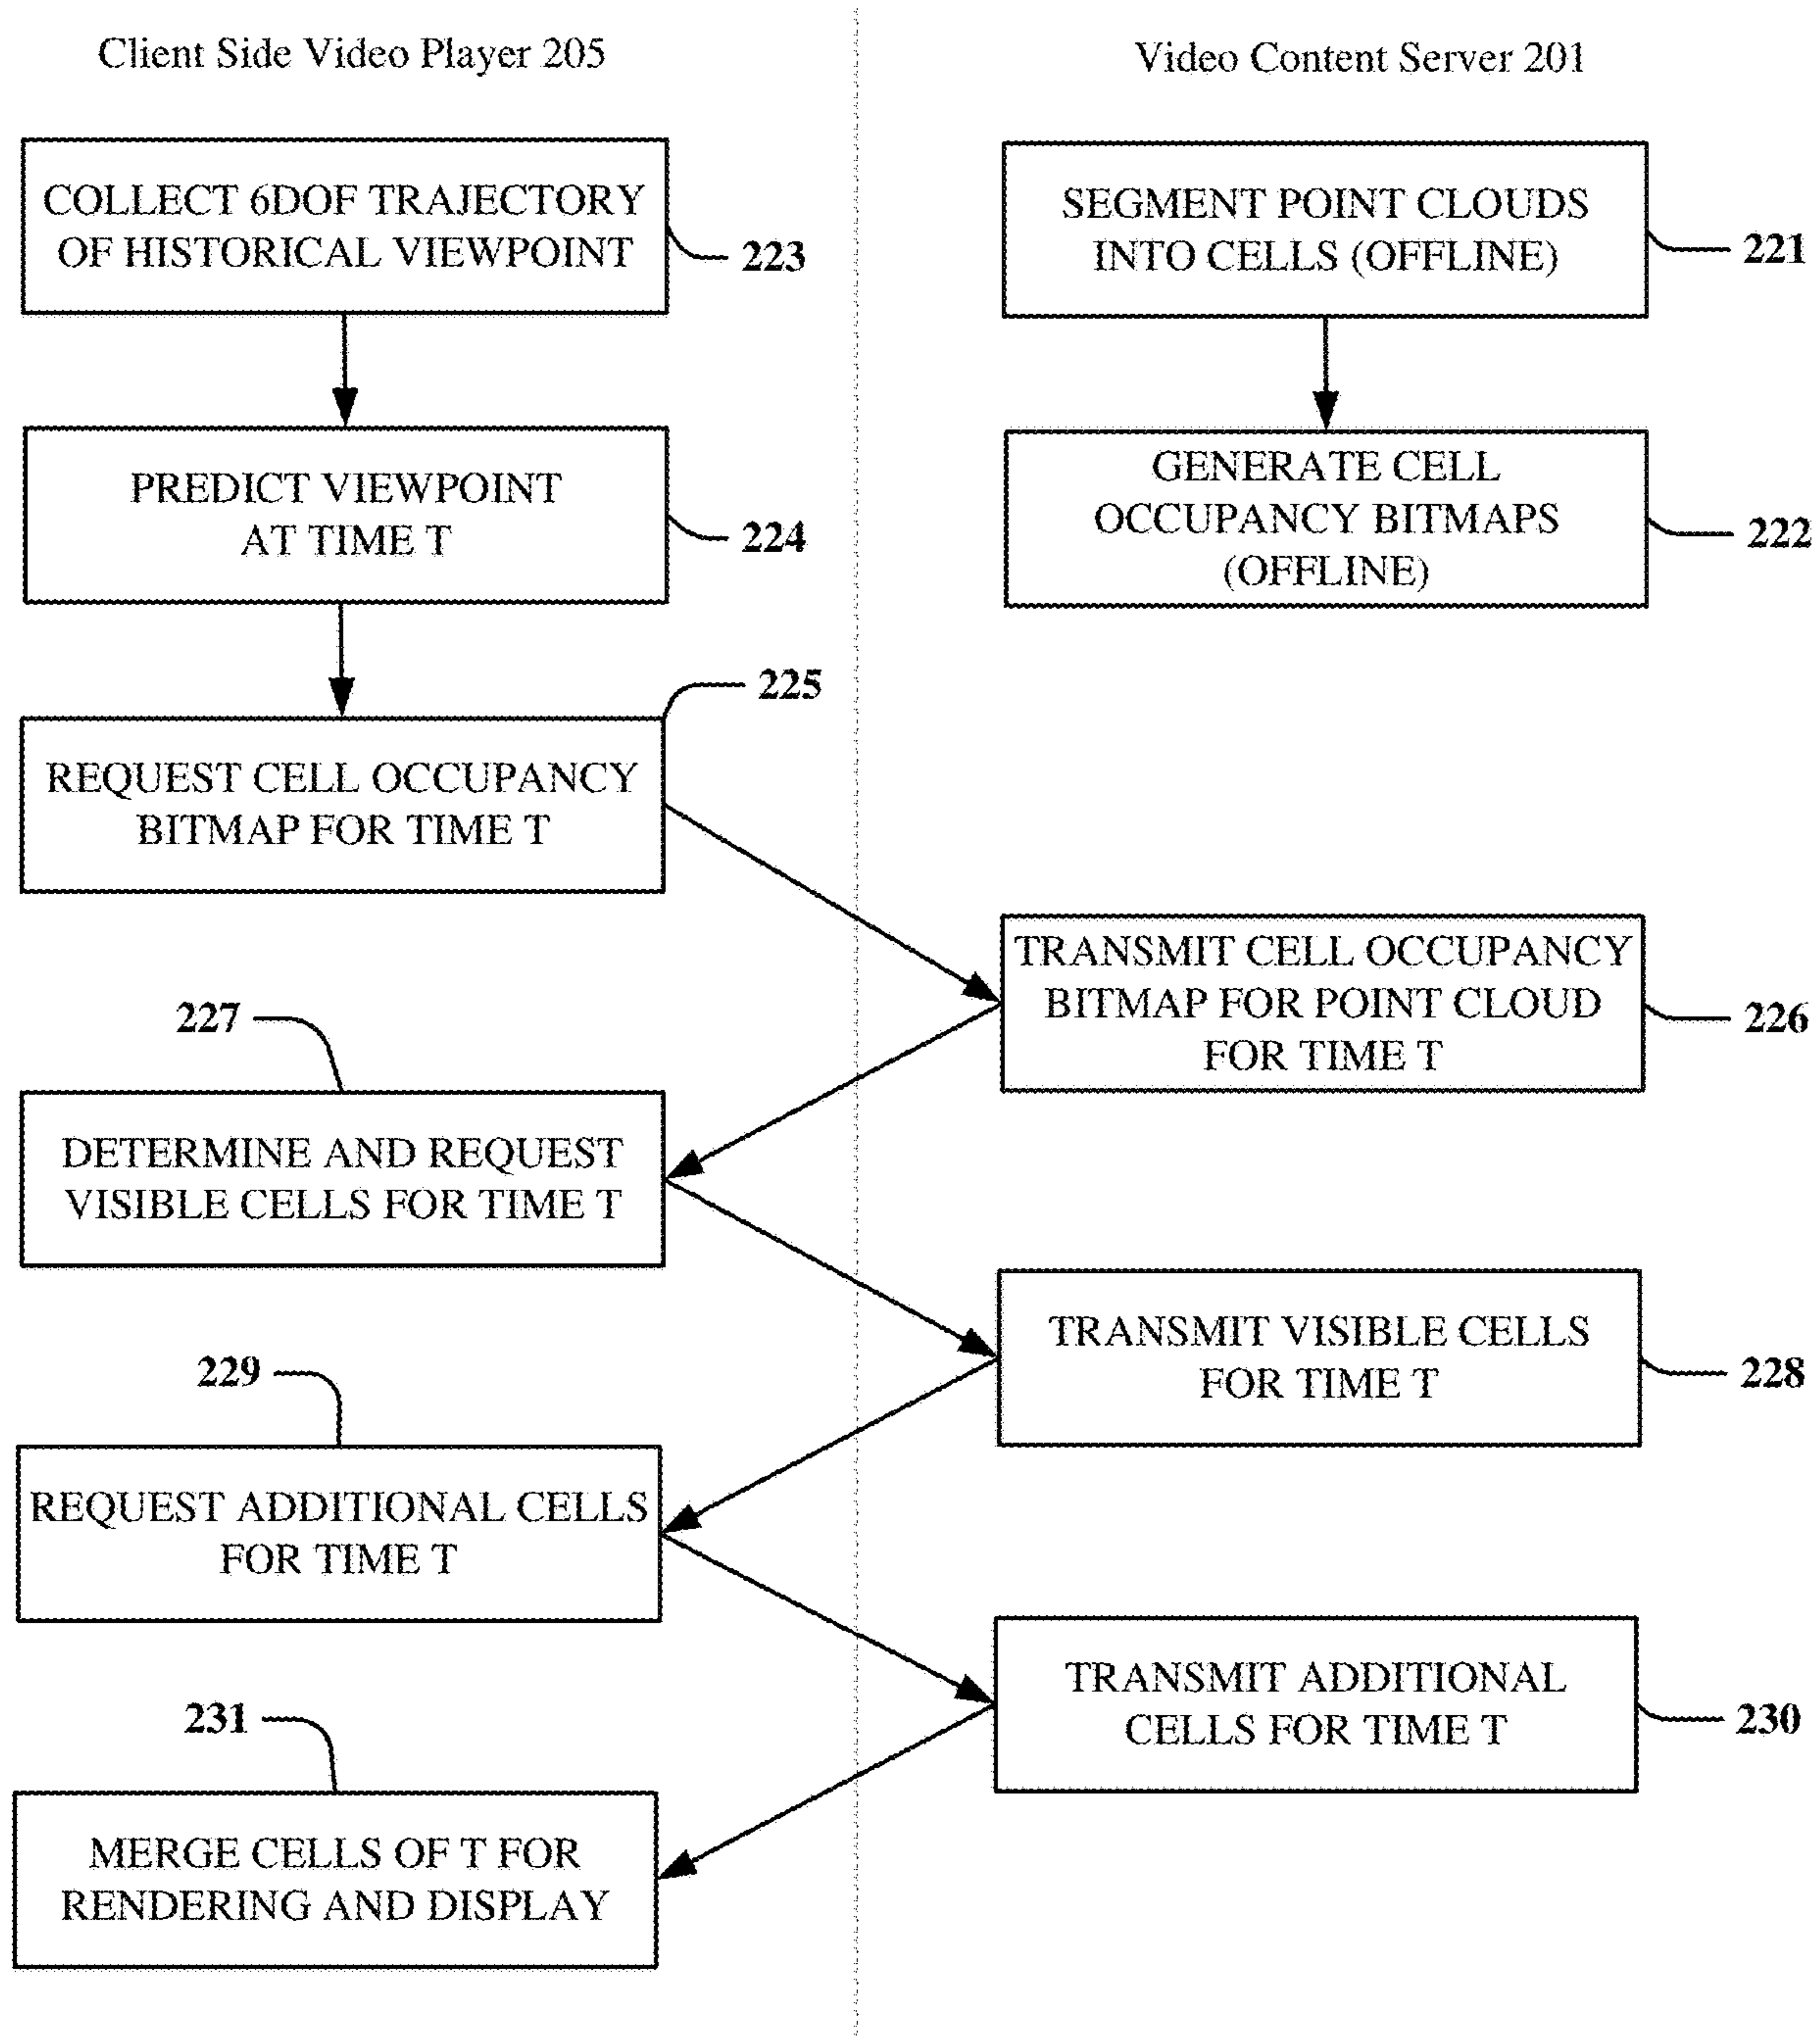 Client Side Video Player 205
Video Content Server 201
COLLECT 6DOF TRAJECTORY
OF HISTORICAL VIEWPOINT
223
SEGMENT POINT CLOUDS
INTO CELLS (OFFLINE)
221
PREDICT VIEWPOINT
AT TIME T
224
GENERATE CELL
OCCUPANCY BITMAPS
(OFFLINE)
222
225
REQUEST CELL OCCUPANCY
BITMAP FOR TIME T
TRANSMIT CELL OCCUPANCY
BITMAP FOR POINT CLOUD
FOR TIME T
226
227
DETERMINE AND REQUEST
VISIBLE CELLS FOR TIME T
TRANSMIT VISIBLE CELLS
FOR TIME T
228
229
REQUEST ADDITIONAL CELLS
FOR TIME T
TRANSMIT ADDITIONAL
CELLS FOR TIME T
230
231
MERGE CELLS OF T FOR
RENDERING AND DISPLAY